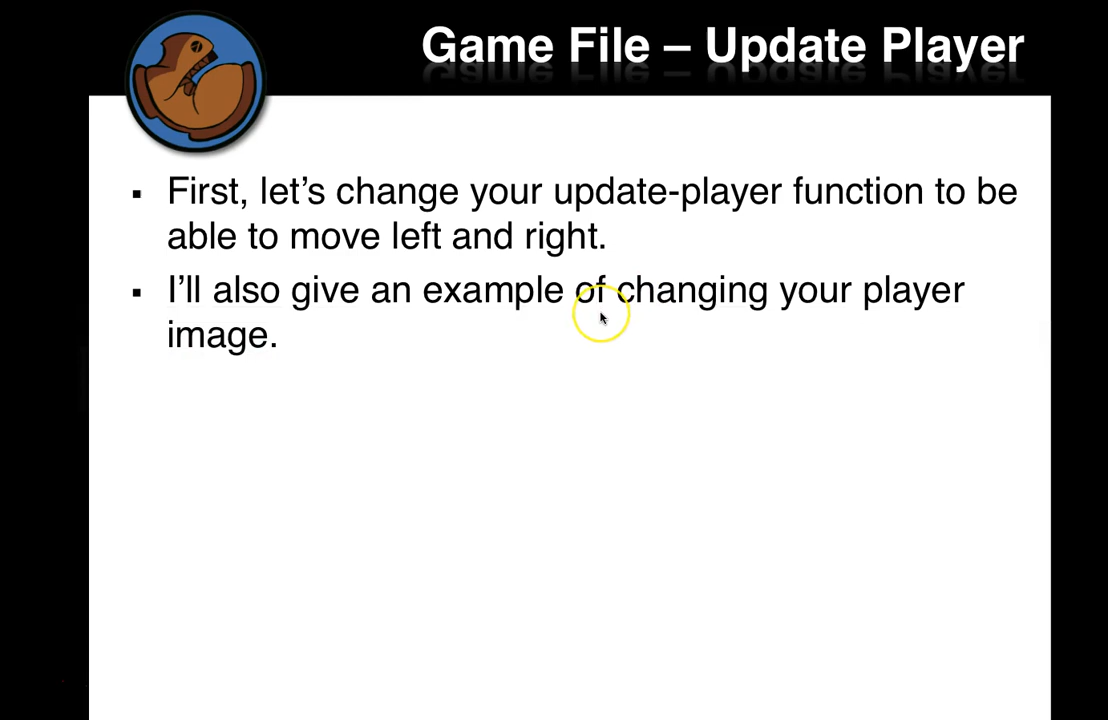 Game File – Update Player
▪ First, let’s change your update-player function to be
able to move left and right.
▪ I’ll also give an example of changing your player
image.